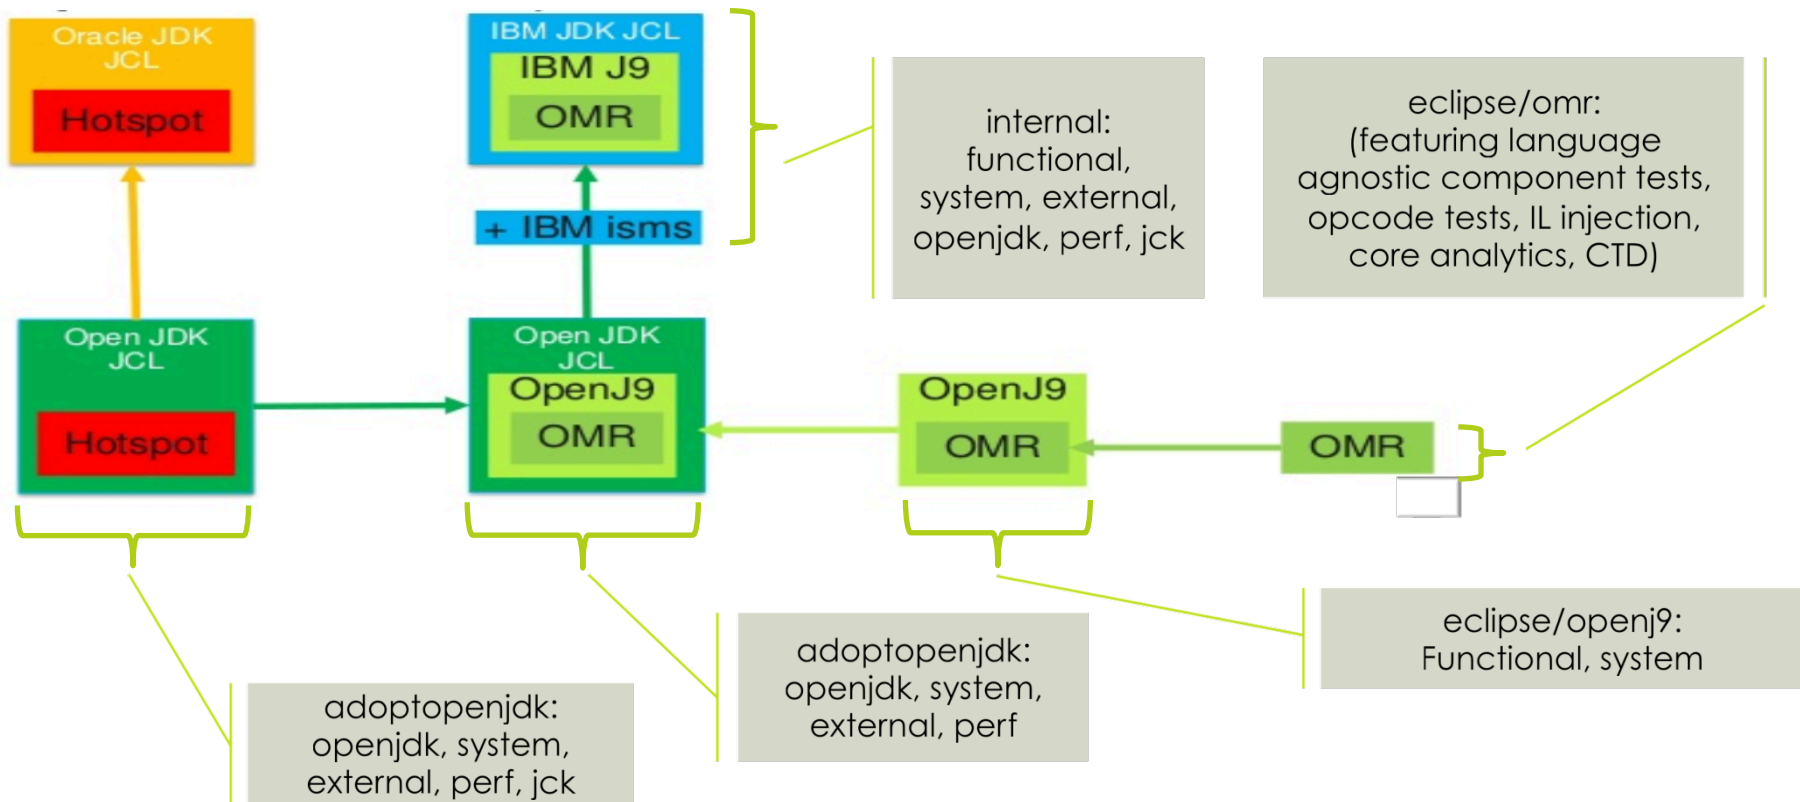 Oracle JDK
JCL
Hotspot
IBM JDK JCL
IBM J9
OMR
+ IBM isms
internal:
functional,
system, external,
openjdk, perf, jck
eclipse/omr:
(featuring language
agnostic component tests,
opcode tests, IL injection,
core analytics, CTD)
Open JDK
JCL
Hotspot
Open JDK
JCL
OpenJ9
OMR
OpenJ9
OMR
OMR
adoptopenjdk:
openjdk, system,
external, perf, jck
adoptopenjdk:
openjdk, system,
external, perf
eclipse/openj9:
Functional, system